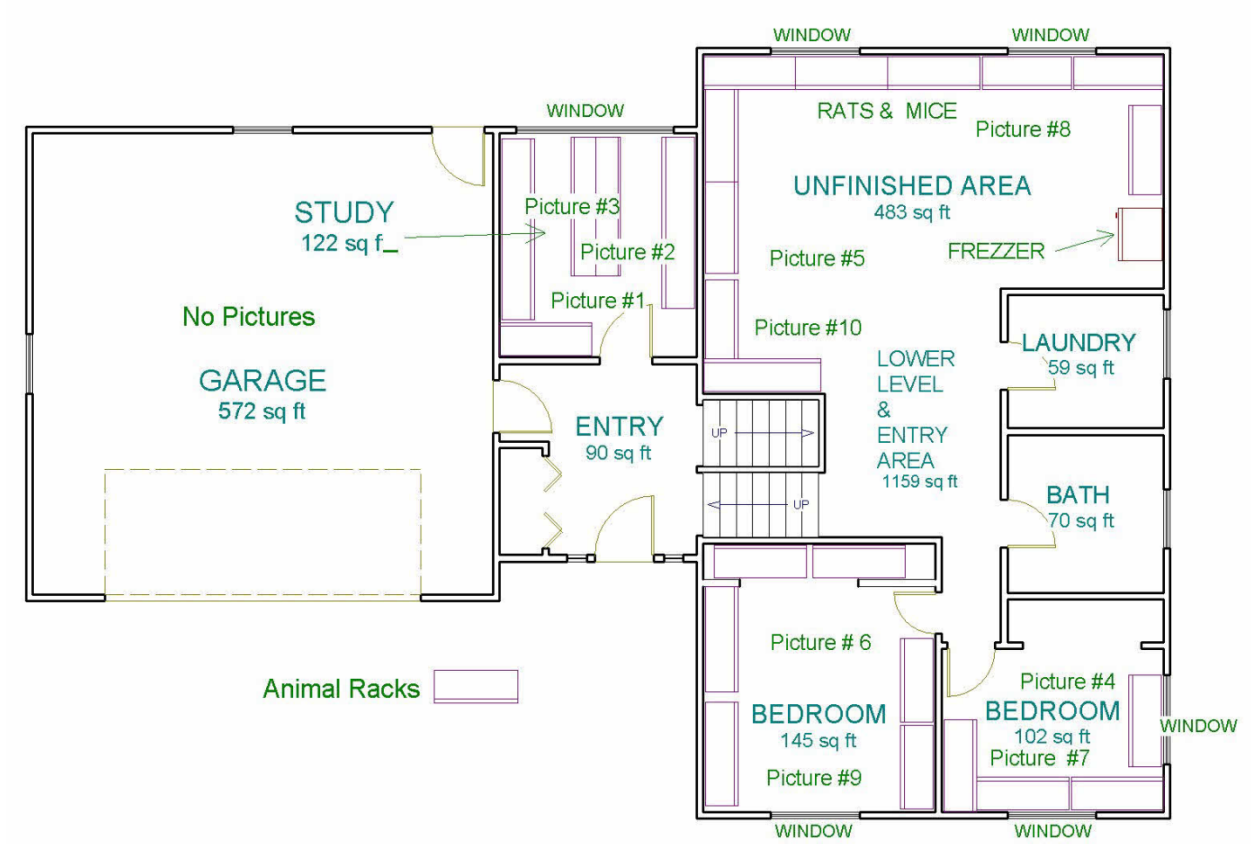 WINDOW
WINDOW
WINDOW
RATS & MICE
Picture #8
UNFINISHED AREA
483 sq ft
STUDY
122 sq f_
Picture #3
Picture #2
Picture #1
Picture #5
FREZZER
No Pictures
Picture #10
GARAGE
572 sq ft
LOWER
LEVEL
&
ENTRY
AREA
1159 sq ft
LAUNDRY
59 sq ft
ENTRY
90 sq ft
UP
UP
BATH
70 sq ft
Picture # 6
Animal Racks
BEDROOM
145 sq ft
Picture #9
Picture #4
BEDROOM
102 sq ft
Picture #7
WINDOW
WINDOW
WINDOW